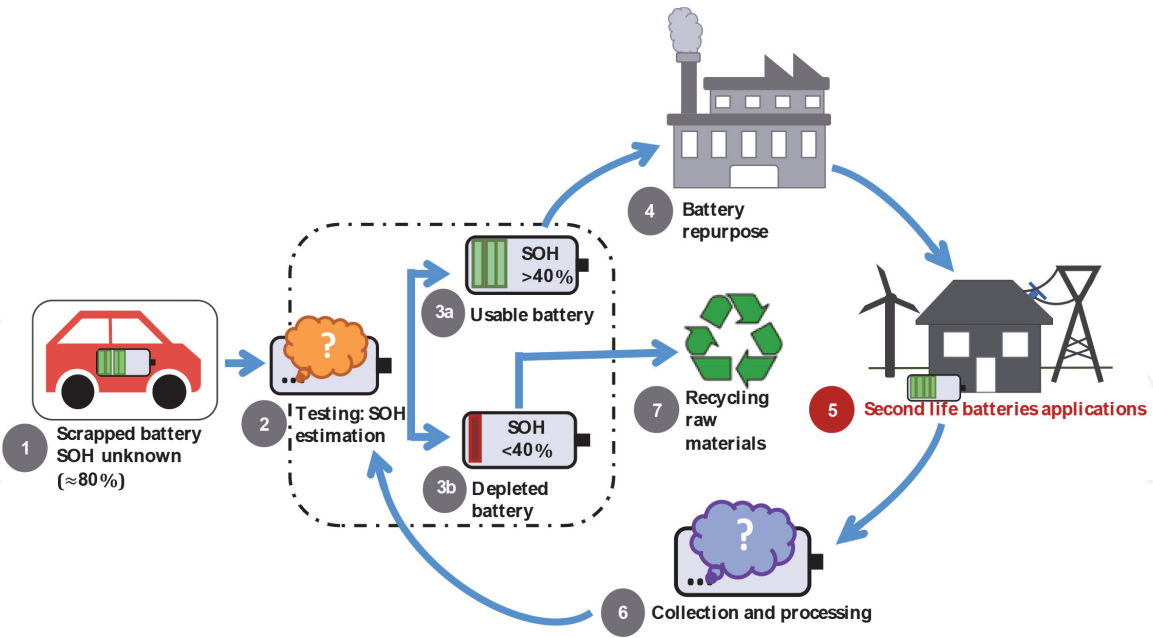 1
Scrapped battery
SOH unknown
(≈80%)
?
2
Testing: SOH
estimation
SOH
>40%
3a
Usable battery
SOH
<40%
3b
Depleted
battery
4
Battery
repurpose
5
Second life batteries applications
?
6
Collection and processing
7
Recycling
raw
materials